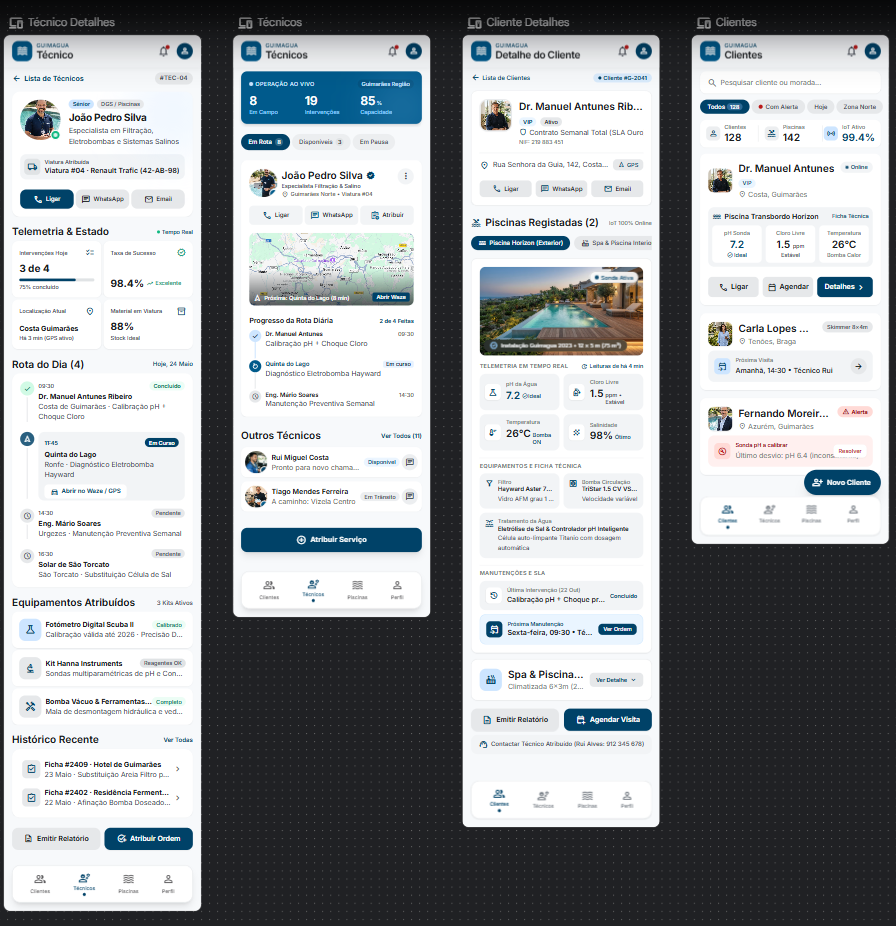 Técnico Detalhes
GUIMAGUA
Técnico
Lista de Técnicos
#TEC-04
Sénior
DGS / Piscinas
João Pedro Silva
Especialista em Filtração,
Eletrobombas e Sistemas Salinos
Viatura Atribuída
Viatura #04 · Renault Trafic (42-AB-98)
Ligar
WhatsApp
Email
Telemetria & Estado
Tempo Real
Intervenções Hoje
3 de 4
75% concluído
Taxa de Sucesso
98.4%
Excelente
Localização Atual
Costa Guimarães
Há 3 min (GPS ativo)
Material em Viatura
88%
Stock Ideal
Rota do Dia (4)
Hoje, 24 Maio
09:30
Concluído
Dr. Manuel Antunes Ribeiro
Costa de Guimarães · Calibração pH +
Choque Cloro
11:45
Em Curso
Quinta do Lago
Ronfe · Diagnóstico Eletrobomba
Hayward
Abrir no Waze / GPS
14:30
Pendente
Eng. Mário Soares
Urgezes · Manutenção Preventiva Semanal
16:30
Pendente
Solar de São Torcato
São Torcato · Substituição Célula de Sal
Equipamentos Atribuídos
3 Kits Ativos
Fotómetro Digital Scuba II
Calibrado
Calibração válida até 2026 · Precisão D...
Kit Hanna Instruments
Reagentes OK
Sondas multiparamétricas de pH e Con...
Bomba Vácuo & Ferramentas...
Completo
Mala de desmontagem hidráulica e ved...
Histórico Recente
Ver Todas
Ficha #2409 · Hotel de Guimarães
23 Maio · Substituição Areia Filtro p...
Ficha #2402 · Residência Ferment...
22 Maio · Afinação Bomba Doseado...
Emitir Relatório
Atribuir Ordem
Clientes
Técnicos
Piscinas
Perfil
Técnicos
GUIMAGUA
Técnicos
OPERAÇÃO AO VIVO
Guimarães Região
8
Em Campo
19
Intervenções
85%
Capacidade
Em Rota 8
Disponíveis 3
Em Pausa
João Pedro Silva
Especialista Filtração & Salino
Guimarães Norte • Viatura #04
Ligar
WhatsApp
Atribuir
Próxima: Quinta do Lago (8 min)
Abrir Waze
Progresso da Rota Diária
2 de 4 Feitas
Dr. Manuel Antunes
09:30
Calibração pH + Choque Cloro
Quinta do Lago
Em curso
Diagnóstico Eletrobomba Hayward
Eng. Mário Soares
14:30
Manutenção Preventiva Semanal
Outros Técnicos
Ver Todos (11)
Rui Miguel Costa
Pronto para novo chama...
Disponível
Tiago Mendes Ferreira
A caminho: Vizela Centro
Em Trânsito
Atribuir Serviço
Clientes
Técnicos
Piscinas
Perfil
Cliente Detalhes
GUIMAGUA
Detalhe do Cliente
Lista de Clientes
Cliente #G-2041
Dr. Manuel Antunes Rib...
VIP
Ativo
Contrato Semanal Total (SLA Ouro
NIF: 219 883 451
Rua Senhora da Guia, 142, Costa...
GPS
Ligar
WhatsApp
Email
Piscinas Registadas (2)
IoT 100% Online
Piscina Horizon (Exterior)
Spa & Piscina Interio
Sonda Ativa
Instalação Guimarães 2023 • 12 x 5 m (75 m³)
TELEMETRIA EM TEMPO REAL
Leituras de há 4 min
pH da Água
7.2
Ideal
Cloro Livre
1.5 ppm •
Estável
Temperatura
26°C Bomba
ON
Salinidade
98% Ótimo
EQUIPAMENTOS E FICHA TÉCNICA
Filtro
Hayward Aster 7...
Vidro AFM grau 1 ...
Bomba Circulação
TriStar 1.5 CV VS...
Velocidade variável
Tratamento da Água
Eletrólise de Sal & Controlador pH Inteligente
Célula auto-limpante Titanio com dosagem
automática
MANUTENÇÕES E SLA
Última Intervenção (22 Out)
Calibração pH + Choque pr...
Concluído
Próxima Manutenção
Sexta-feira, 09:30 • Té...
Ver Ordem
Spa & Piscina...
Climatizada 6×3m (2...
Ver Detalhe
Emitir Relatório
Agendar Visita
Contactar Técnico Atribuído (Rui Alves: 912 345 678)
Clientes
Técnicos
Piscinas
Perfil
Clientes
GUIMAGUA
Clientes
Pesquisar cliente ou morada...
Todos 128
Com Alerta
Hoje
Zona Norte
Clientes
128
Piscinas
142
IoT Ativo
99.4%
Dr. Manuel Antunes
Online
VIP
Costa, Guimarães
Piscina Transbordo Horizon
Ficha Técnica
pH Sonda
7.2
Ideal
Cloro Livre
1.5 ppm
Estável
Temperatura
26°C
Bomba Calor
Ligar
Agendar
Detalhes
Carla Lopes ...
Skimmer 8×4m
Tenões, Braga
Próxima Visita
Amanhã, 14:30 • Técnico Rui
Fernando Moreir...
Alerta
Azurém, Guimarães
Sonda pH a calibrar
Último desvio: pH 6.4 (incons...
Resolver
Novo Cliente
Clientes
Técnicos
Piscinas
Perfil